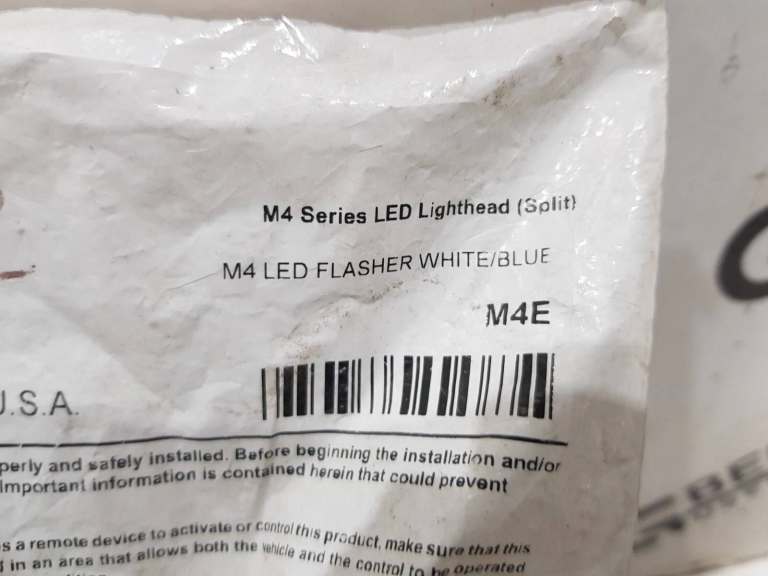 M4 Series LED Lighthead (Split)
M4 LED FLASHER WHITE/BLUE
M4E
U.S.A.
perly and safely installed. Before beginning the installation and/or
Important information is contained herein that could prevent
s a remote device to activate or control this product, make sure that this
in an area that allows both the vehicle and the control to be operated